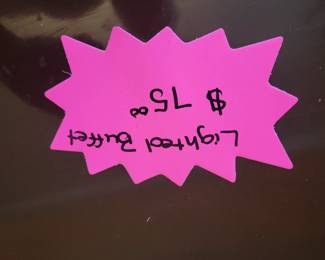 Lighted Buffet
$ 75⁰⁰